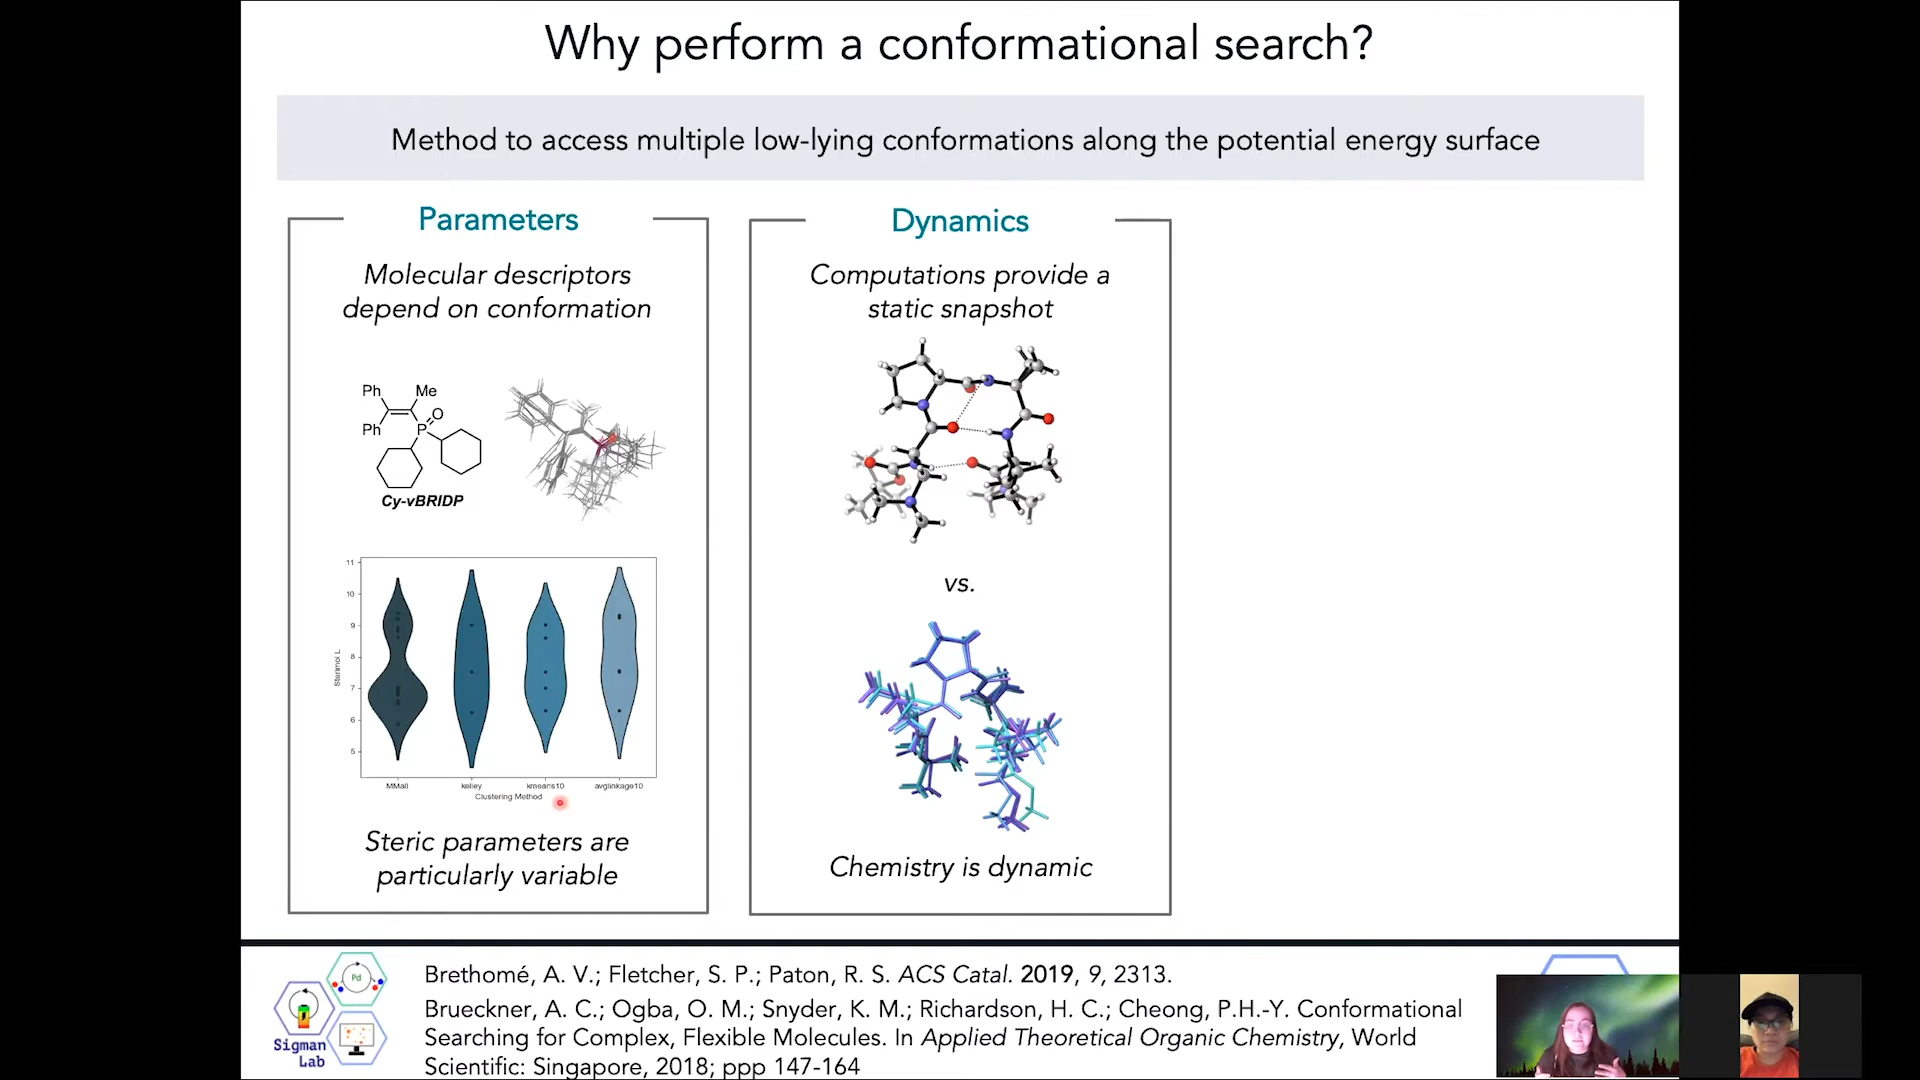 Why perform a conformational search?
Method to access multiple low-lying conformations along the potential energy surface
Parameters
Molecular descriptors
depend on conformation
Ph
Me
O
Ph
P
Cy-vBRIDP
11
10
9
8
7
6
5
Sterimol L
MMall
kelley
kmeans10
avglinkage10
Clustering Method
Steric parameters are
particularly variable
Dynamics
Computations provide a
static snapshot
vs.
Chemistry is dynamic
Pd
Sigman
Lab
Brethomé, A. V.; Fletcher, S. P.; Paton, R. S. ACS Catal. 2019, 9, 2313.
Brueckner, A. C.; Ogba, O. M.; Snyder, K. M.; Richardson, H. C.; Cheong, P.H.-Y. Conformational
Searching for Complex, Flexible Molecules. In Applied Theoretical Organic Chemistry, World
Scientific: Singapore, 2018; ppp 147-164